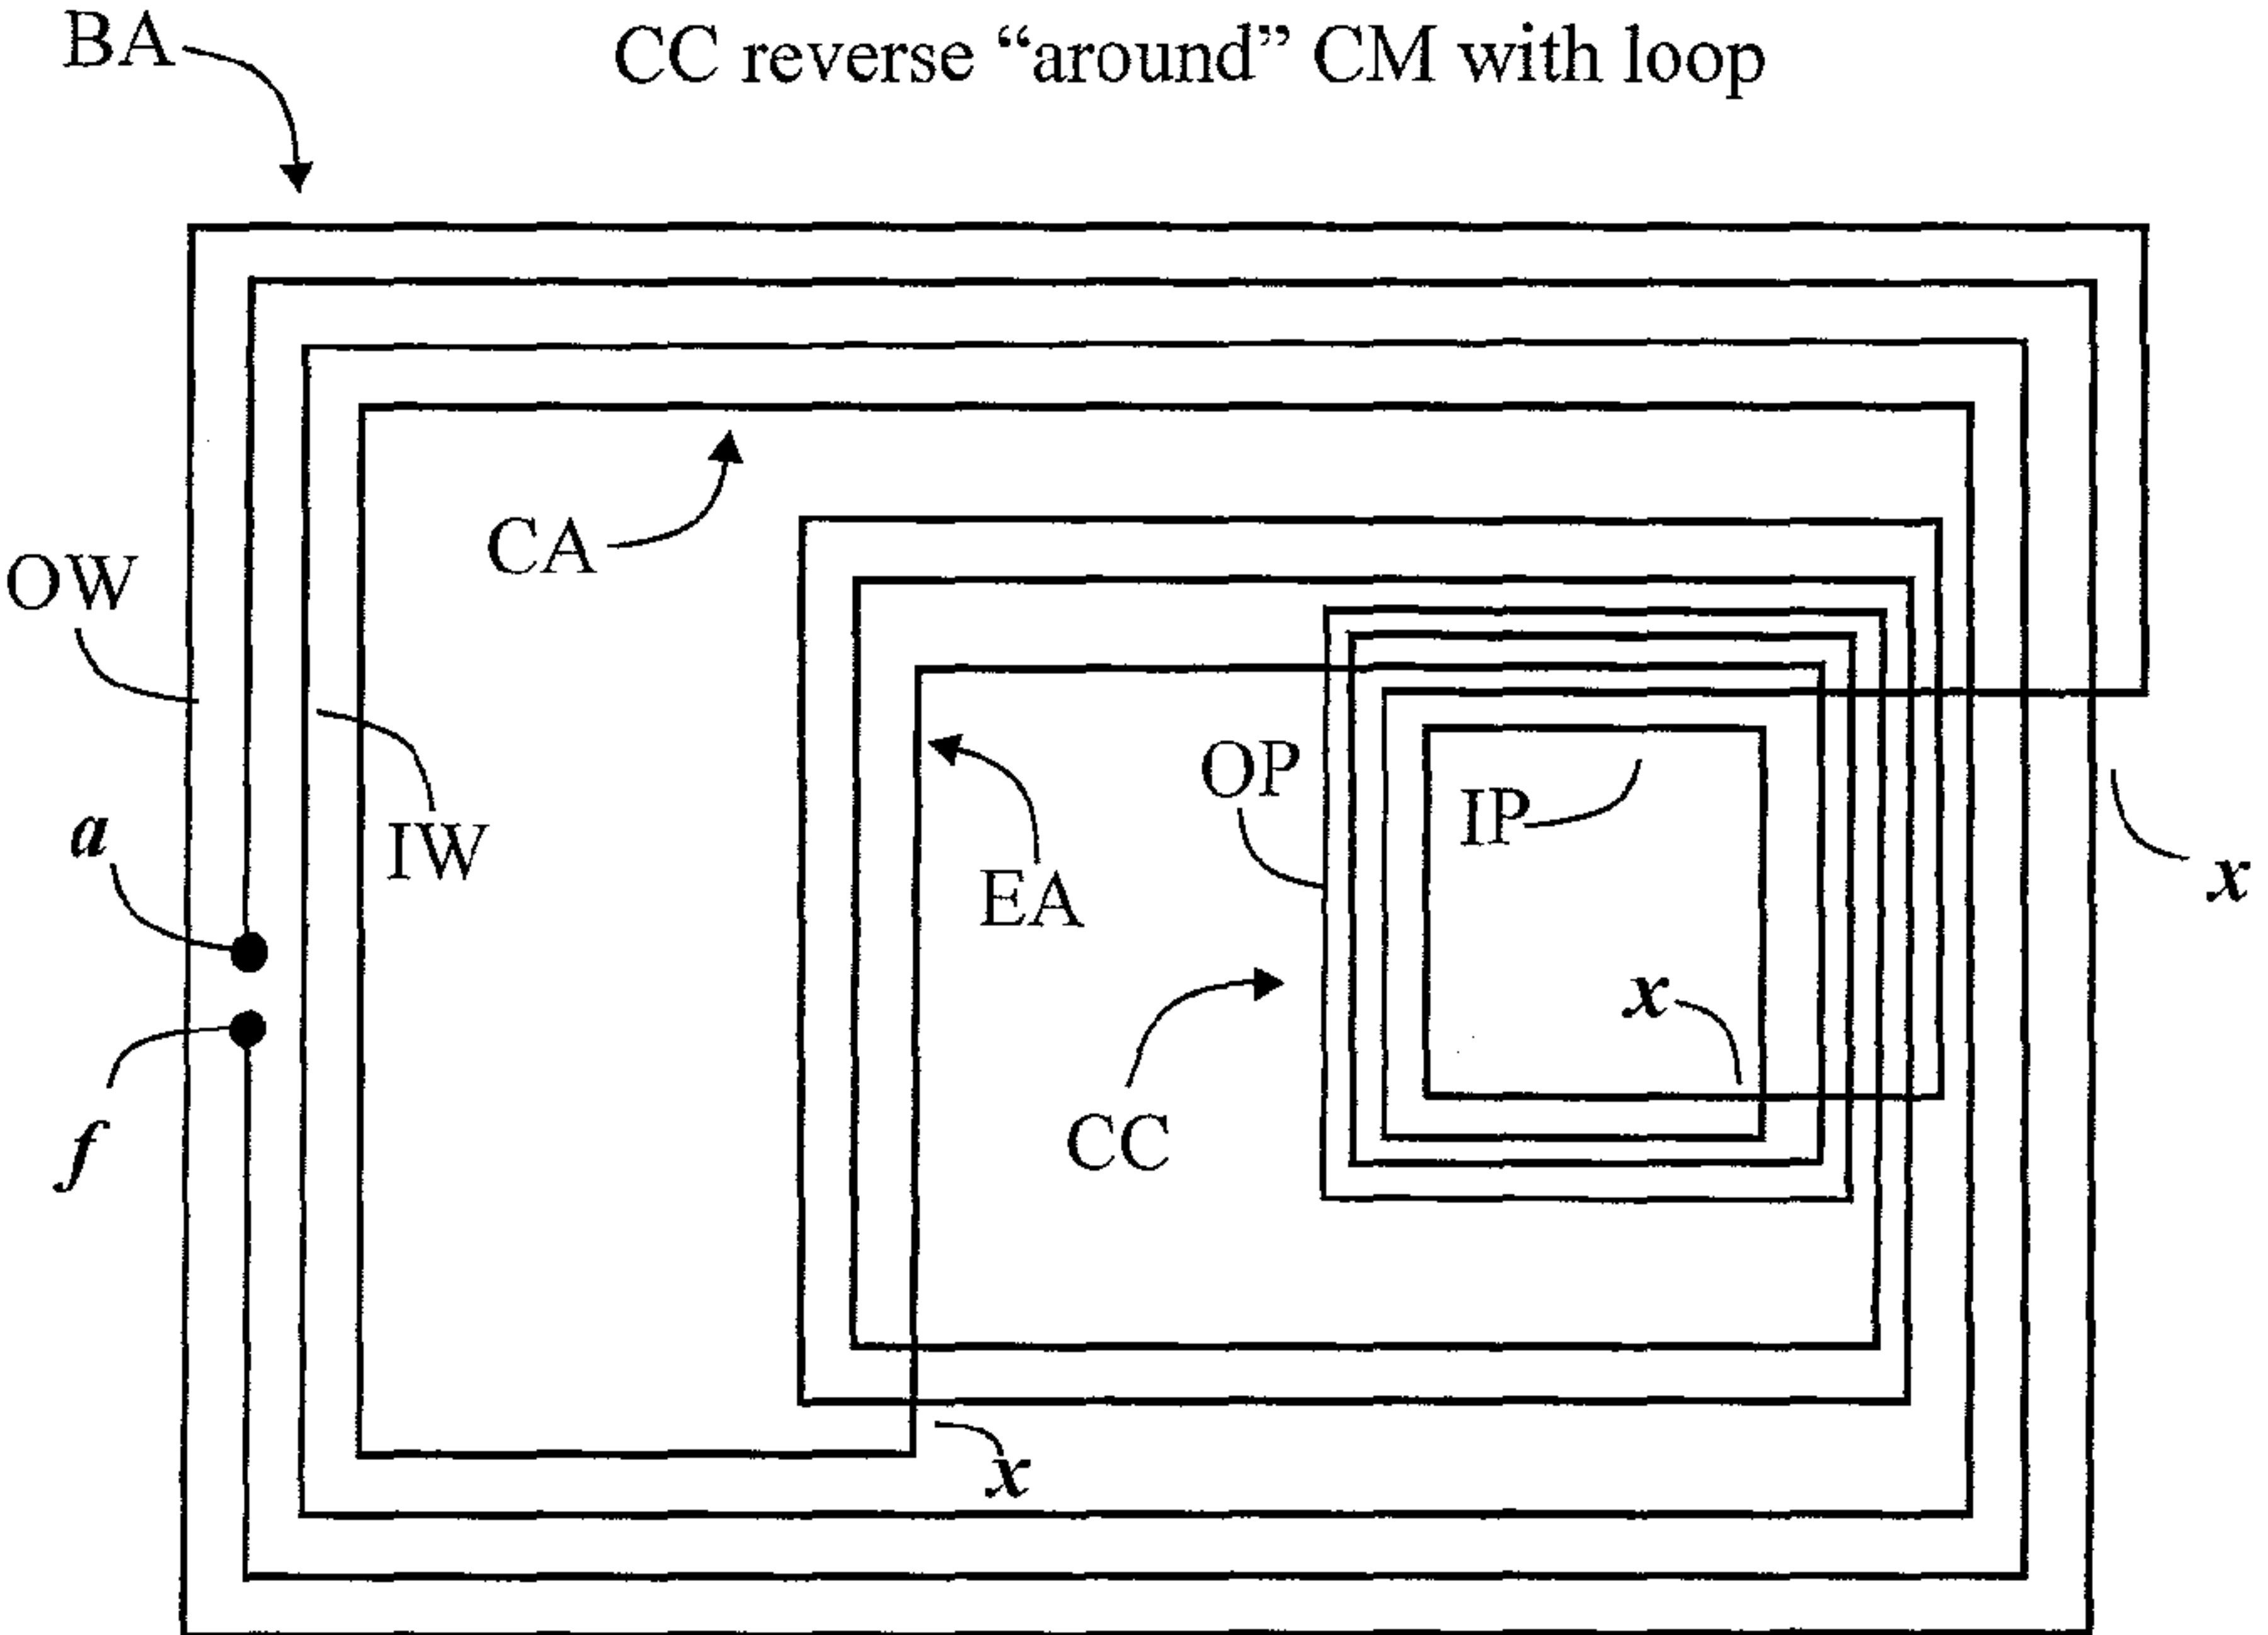 BA
CC reverse “around” CM with loop
CA
OW
OP
IP
a
IW
EA
x
x
CC
f
x